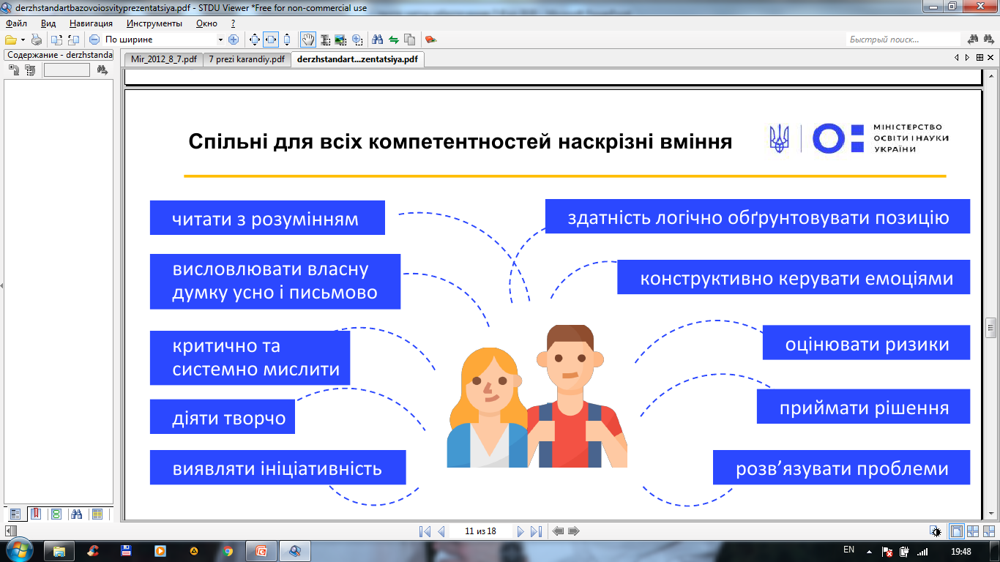 derzhstandartbazovoiosvityprezentatsiya.pdf - STDU Viewer *Free for non-commercial use
Файл Вид Навигация Инструменты Окно ?
По ширине
Быстрый поиск...
Содержание - derzhstanda
Mir_2012_8_7.pdf
7 prezi karandiy.pdf
derzhstandart...zentatsiya.pdf
Спільні для всіх компетентностей наскрізні вміння
МІНІСТЕРСТВО
ОСВІТИ І НАУКИ
УКРАЇНИ
читати з розумінням
висловлювати власну
думку усно і письмово
критично та
системно мислити
діяти творчо
виявляти ініціативність
здатність логічно обґрунтовувати позицію
конструктивно керувати емоціями
оцінювати ризики
приймати рішення
розв’язувати проблеми
11 из 18
EN
19:48